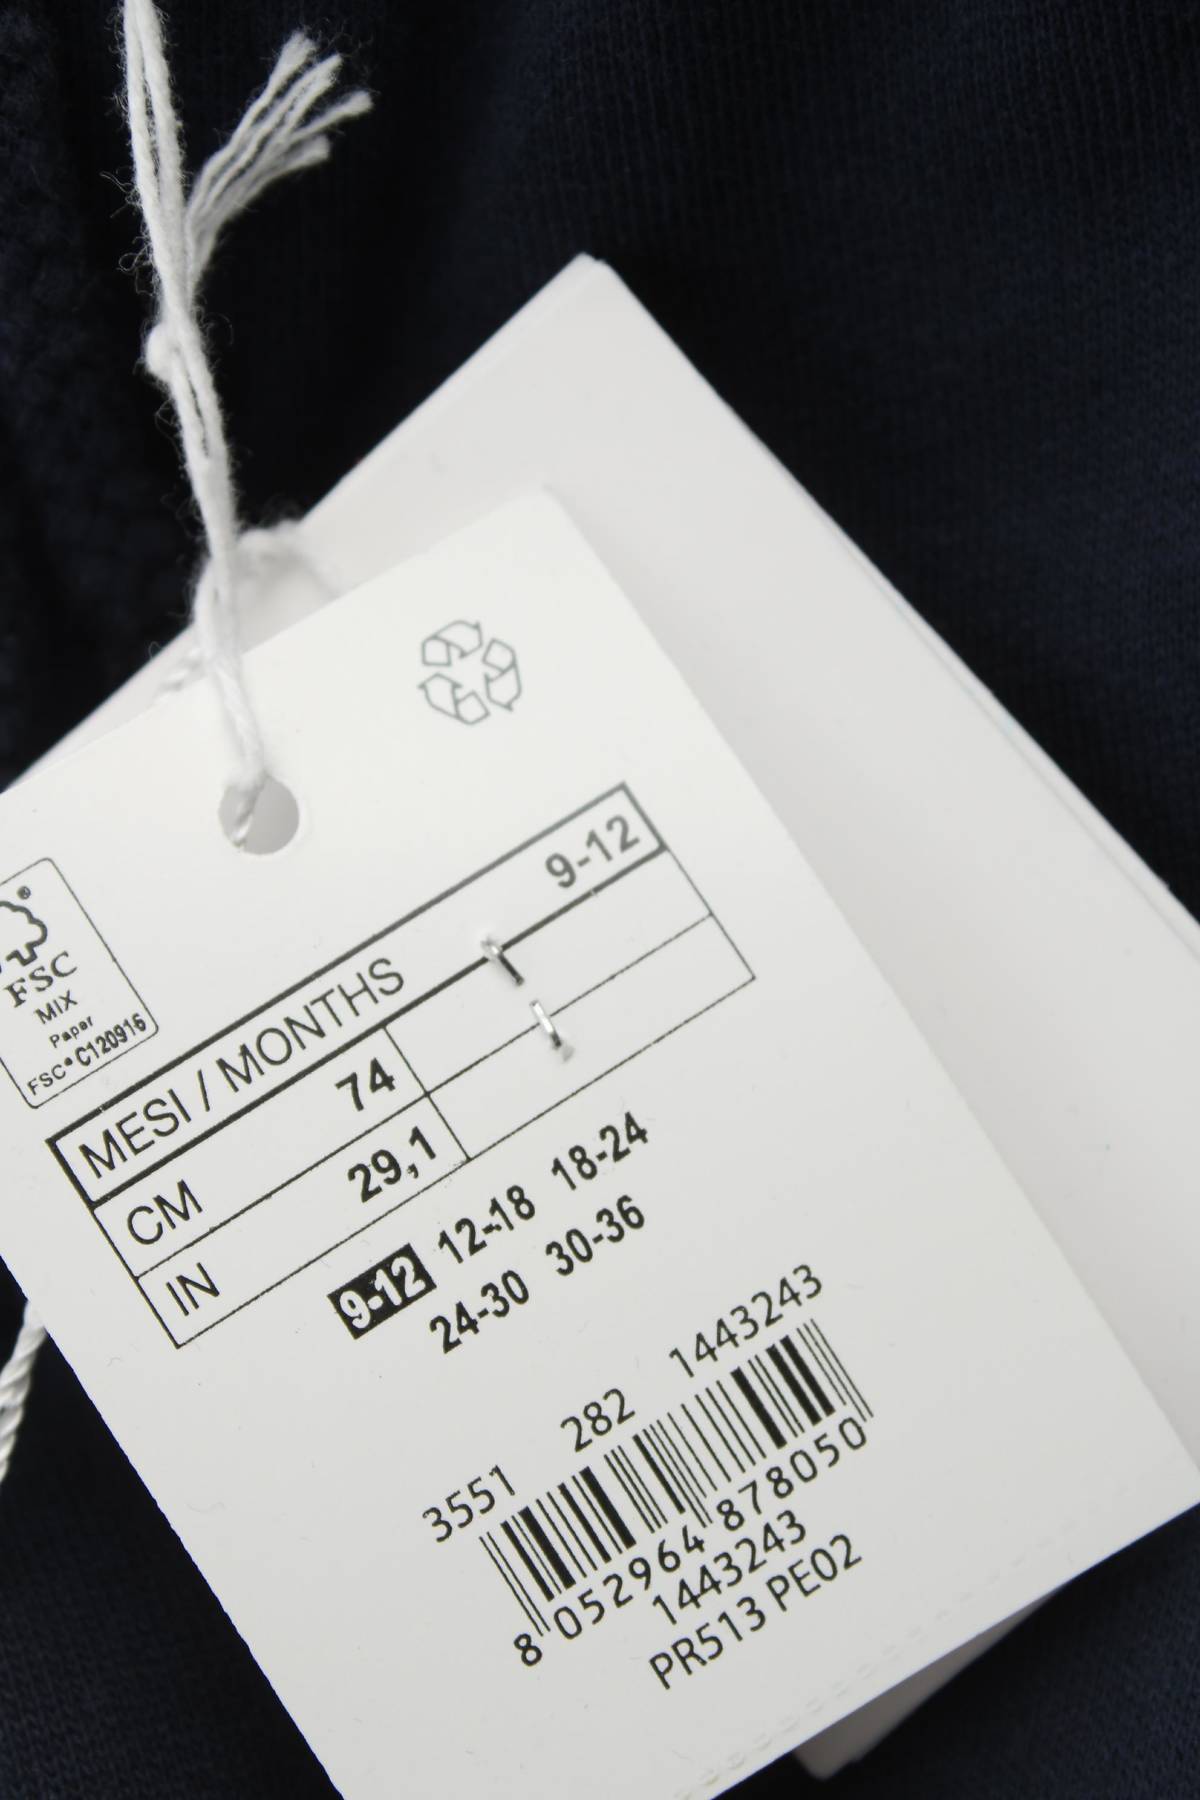 ®
FSC
MIX
Paper
FSC® C120916
MESI / MONTHS 9-12
CM 74
IN 29,1
9-12 12-18 18-24
24-30 30-36
3551 282 1443243
8 052964 878050
1443243
PR513 PE02